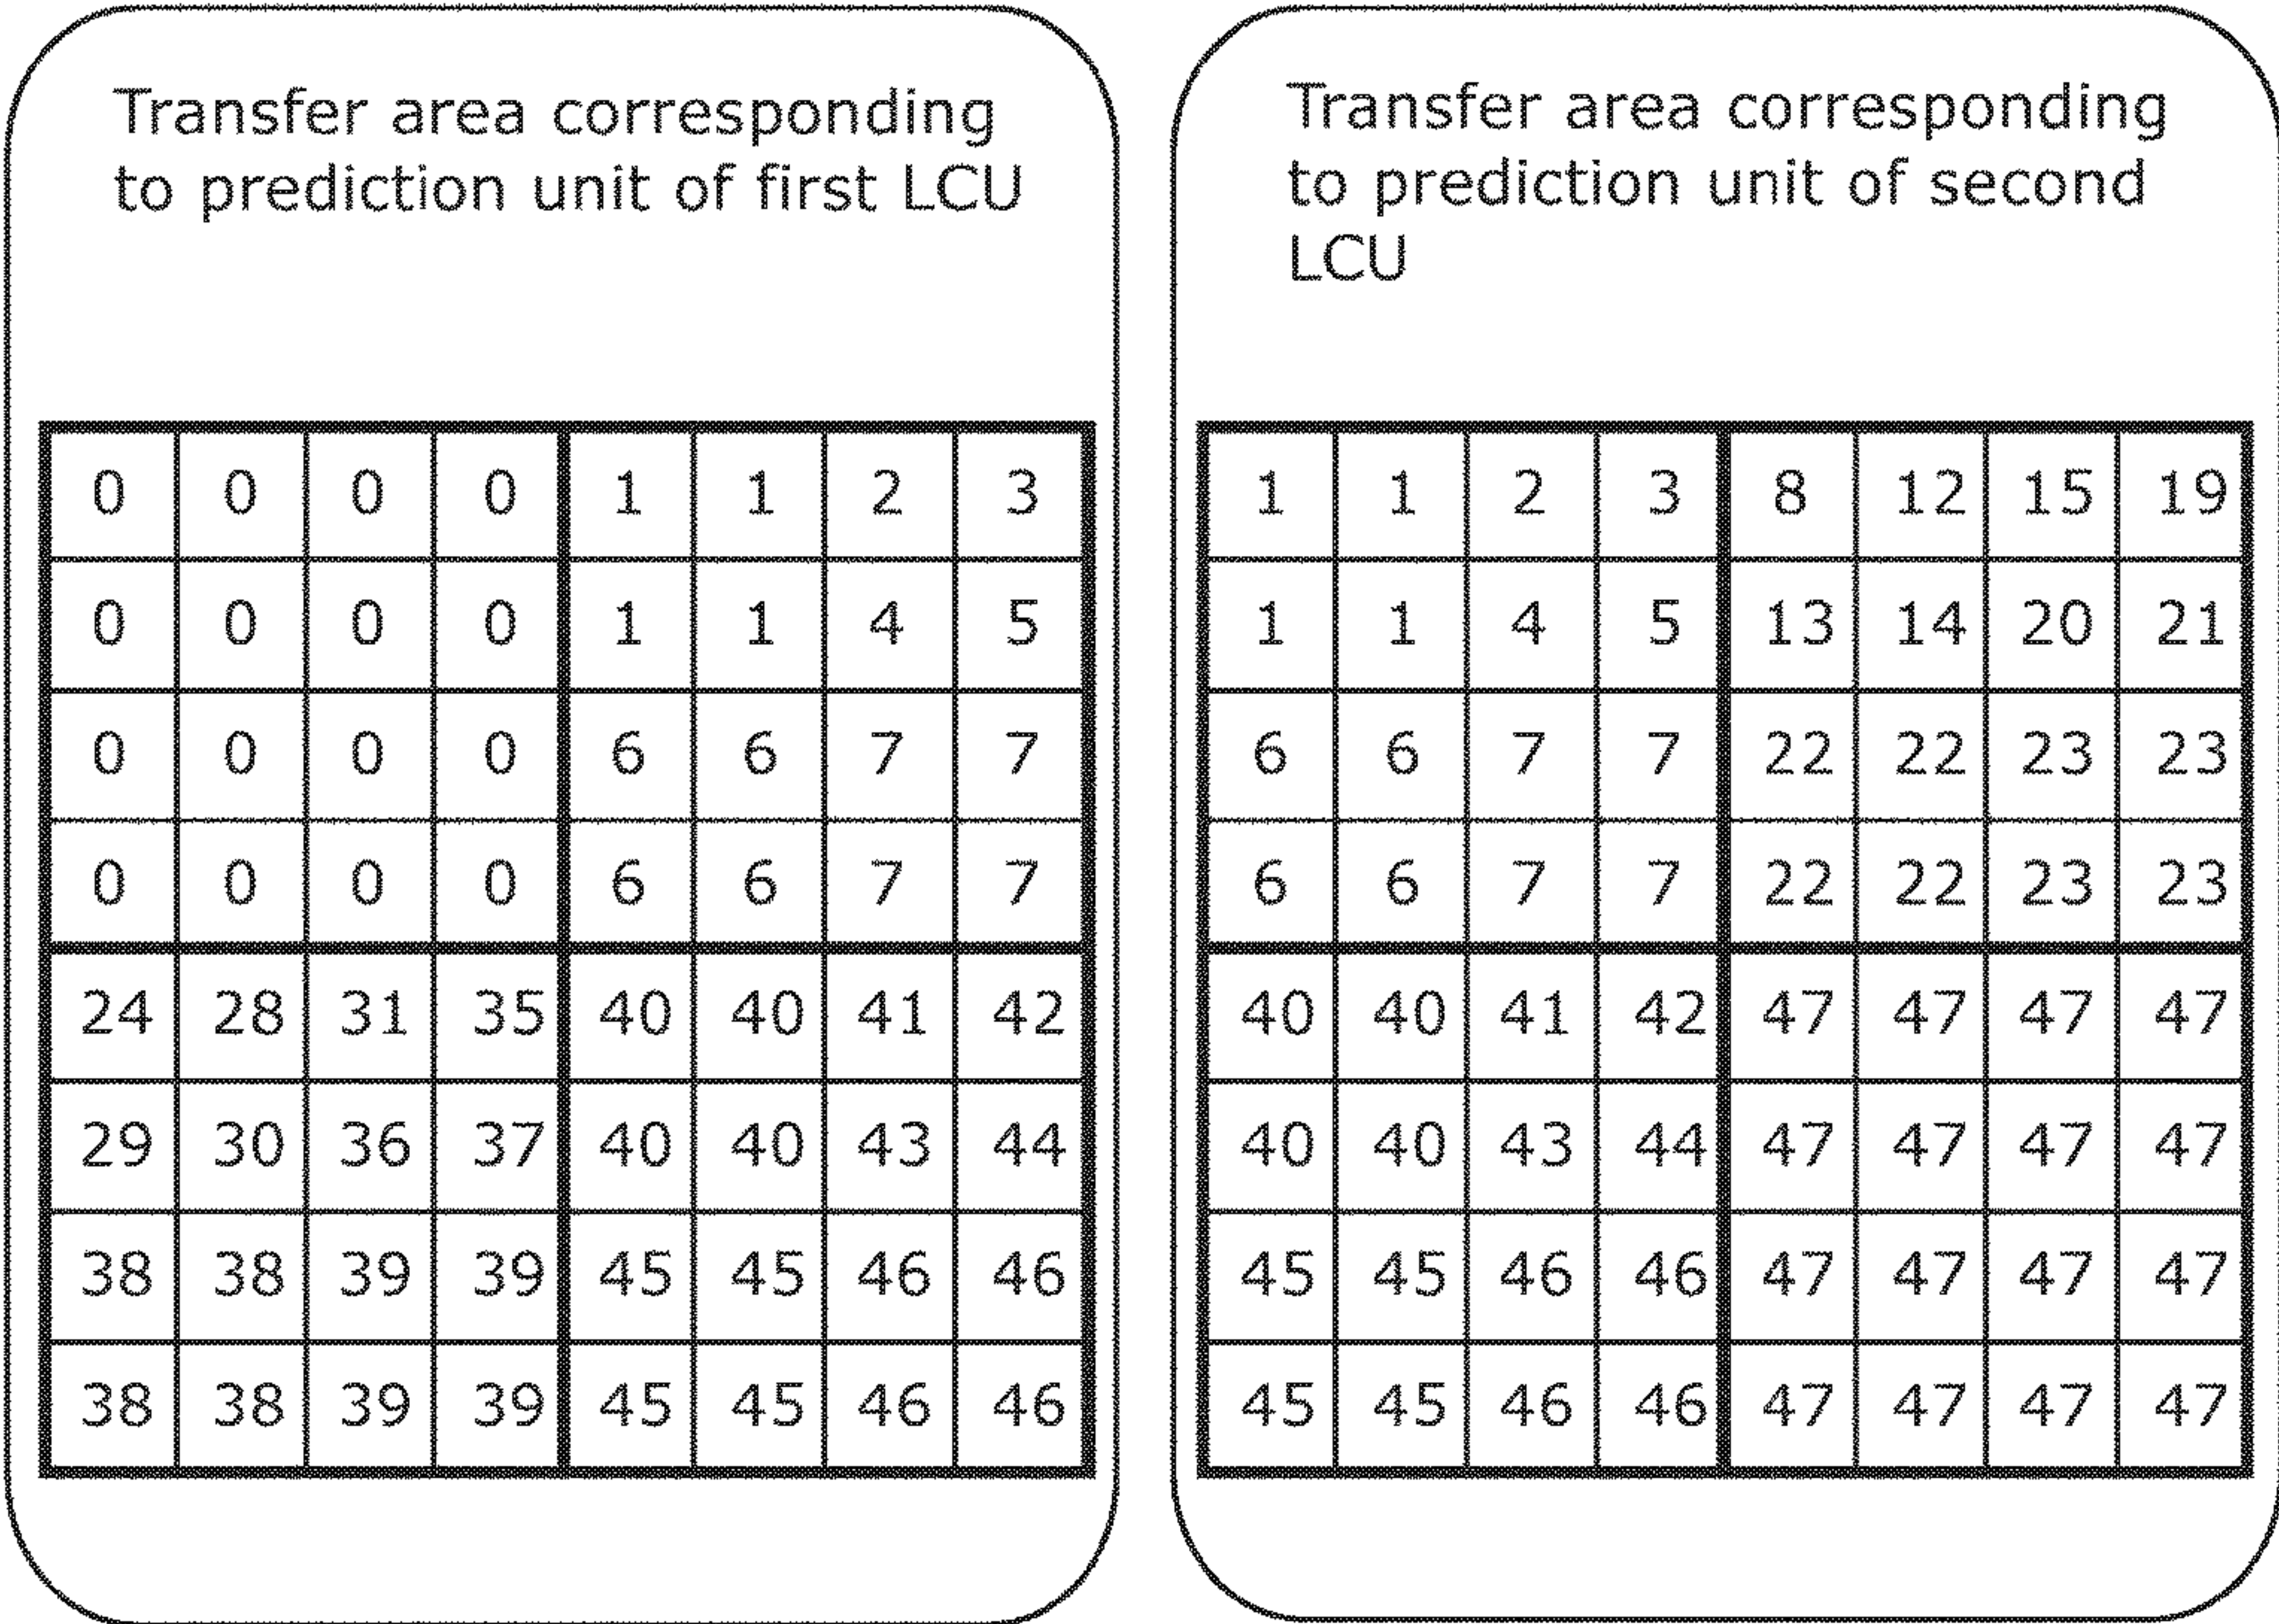 Transfer area corresponding
to prediction unit of first LCU
0 0 0 0 1 1 2 3
0 0 0 0 1 1 4 5
0 0 0 0 6 6 7 7
0 0 0 0 6 6 7 7
24 28 31 35 40 40 41 42
29 30 36 37 40 40 43 44
38 38 39 39 45 45 46 46
38 38 39 39 45 45 46 46
Transfer area corresponding
to prediction unit of second
LCU
1 1 2 3 8 12 15 19
1 1 4 5 13 14 20 21
6 6 7 7 22 22 23 23
6 6 7 7 22 22 23 23
40 40 41 42 47 47 47 47
40 40 43 44 47 47 47 47
45 45 46 46 47 47 47 47
45 45 46 46 47 47 47 47